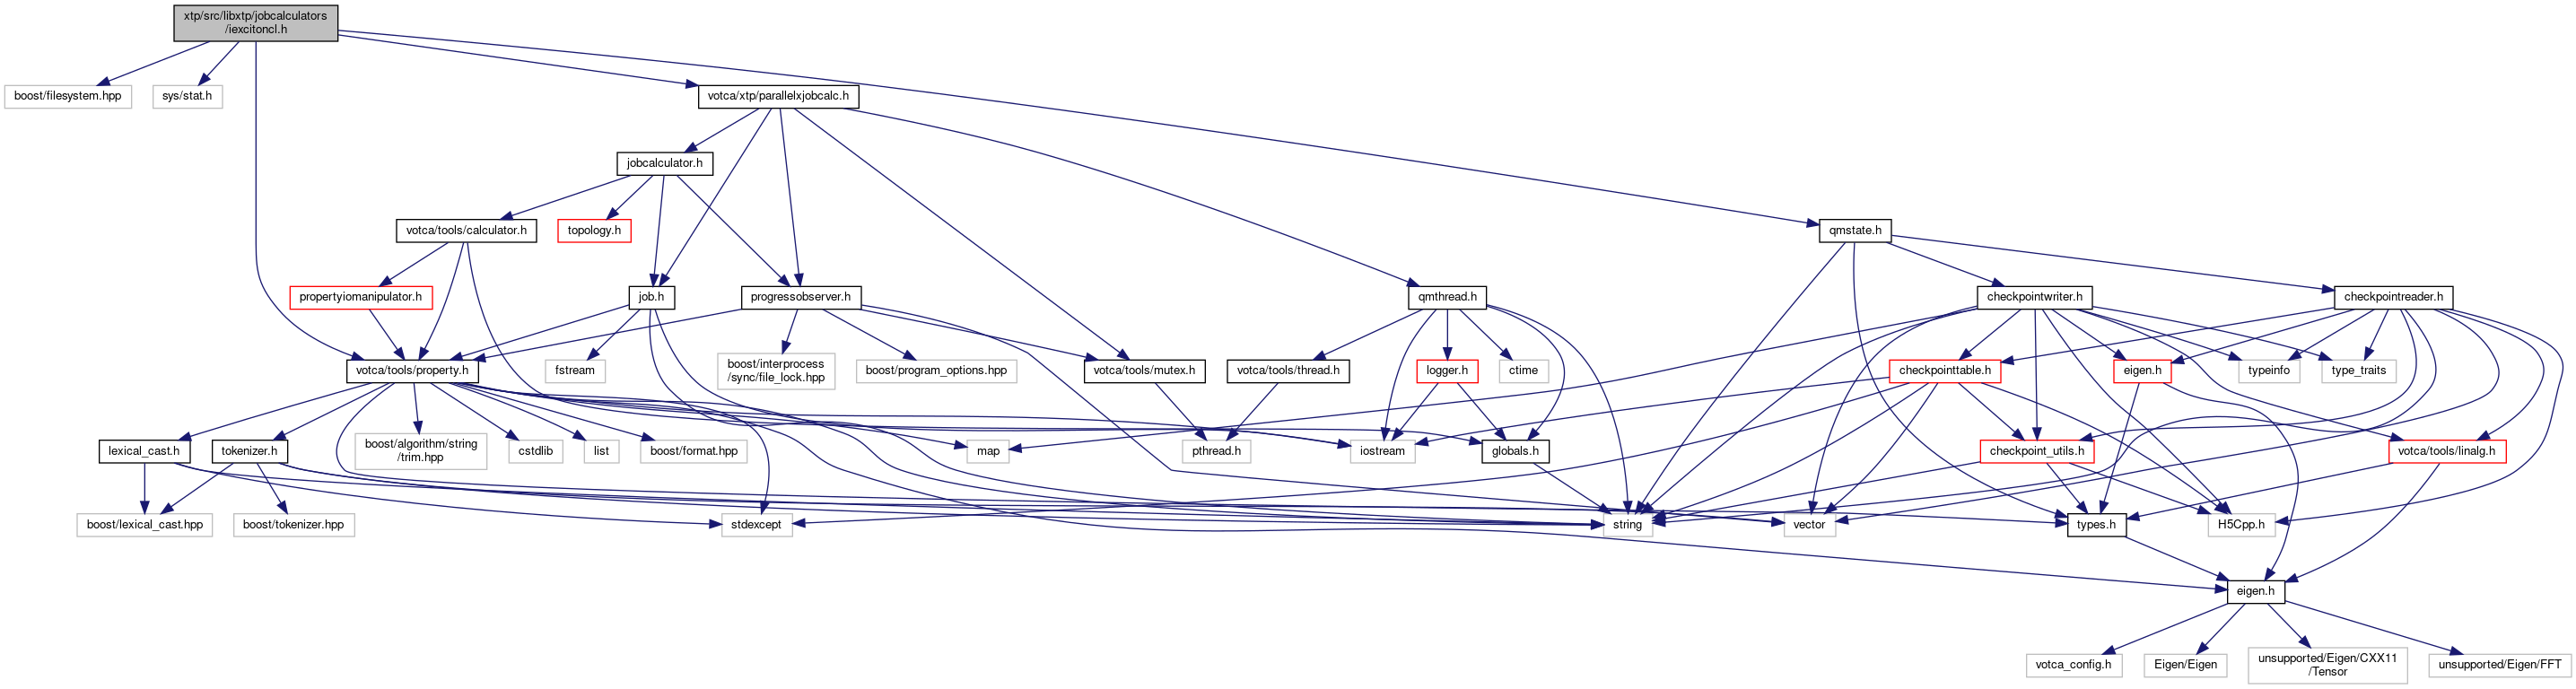 xtp/src/libxtp/jobcalculators
/iexcitoncl.h
boost/filesystem.hpp
sys/stat.h
votca/xtp/parallelxjobcalc.h
jobcalculator.h
votca/tools/calculator.h
topology.h
qmstate.h
propertyiomanipulator.h
job.h
progressobserver.h
qmthread.h
checkpointwriter.h
checkpointreader.h
votca/tools/property.h
fstream
boost/interprocess
/sync/file_lock.hpp
boost/program_options.hpp
votca/tools/mutex.h
votca/tools/thread.h
logger.h
ctime
checkpointtable.h
eigen.h
typeinfo
type_traits
lexical_cast.h
tokenizer.h
boost/algorithm/string
/trim.hpp
cstdlib
list
boost/format.hpp
map
pthread.h
iostream
globals.h
checkpoint_utils.h
votca/tools/linalg.h
boost/lexical_cast.hpp
boost/tokenizer.hpp
stdexcept
string
vector
types.h
H5Cpp.h
eigen.h
votca_config.h
Eigen/Eigen
unsupported/Eigen/CXX11
/Tensor
unsupported/Eigen/FFT